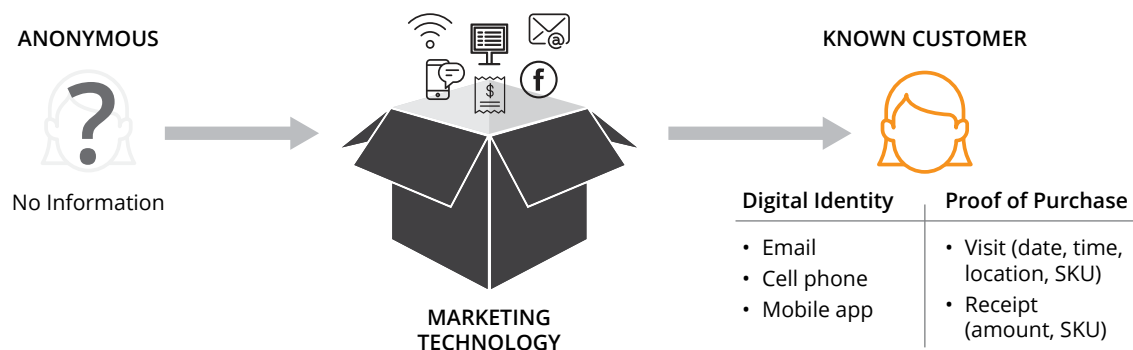 ANONYMOUS
?
No Information
@
$
f
MARKETING
TECHNOLOGY
KNOWN CUSTOMER
Digital Identity
• Email
• Cell phone
• Mobile app
Proof of Purchase
• Visit (date, time,
location, SKU)
• Receipt
(amount, SKU)